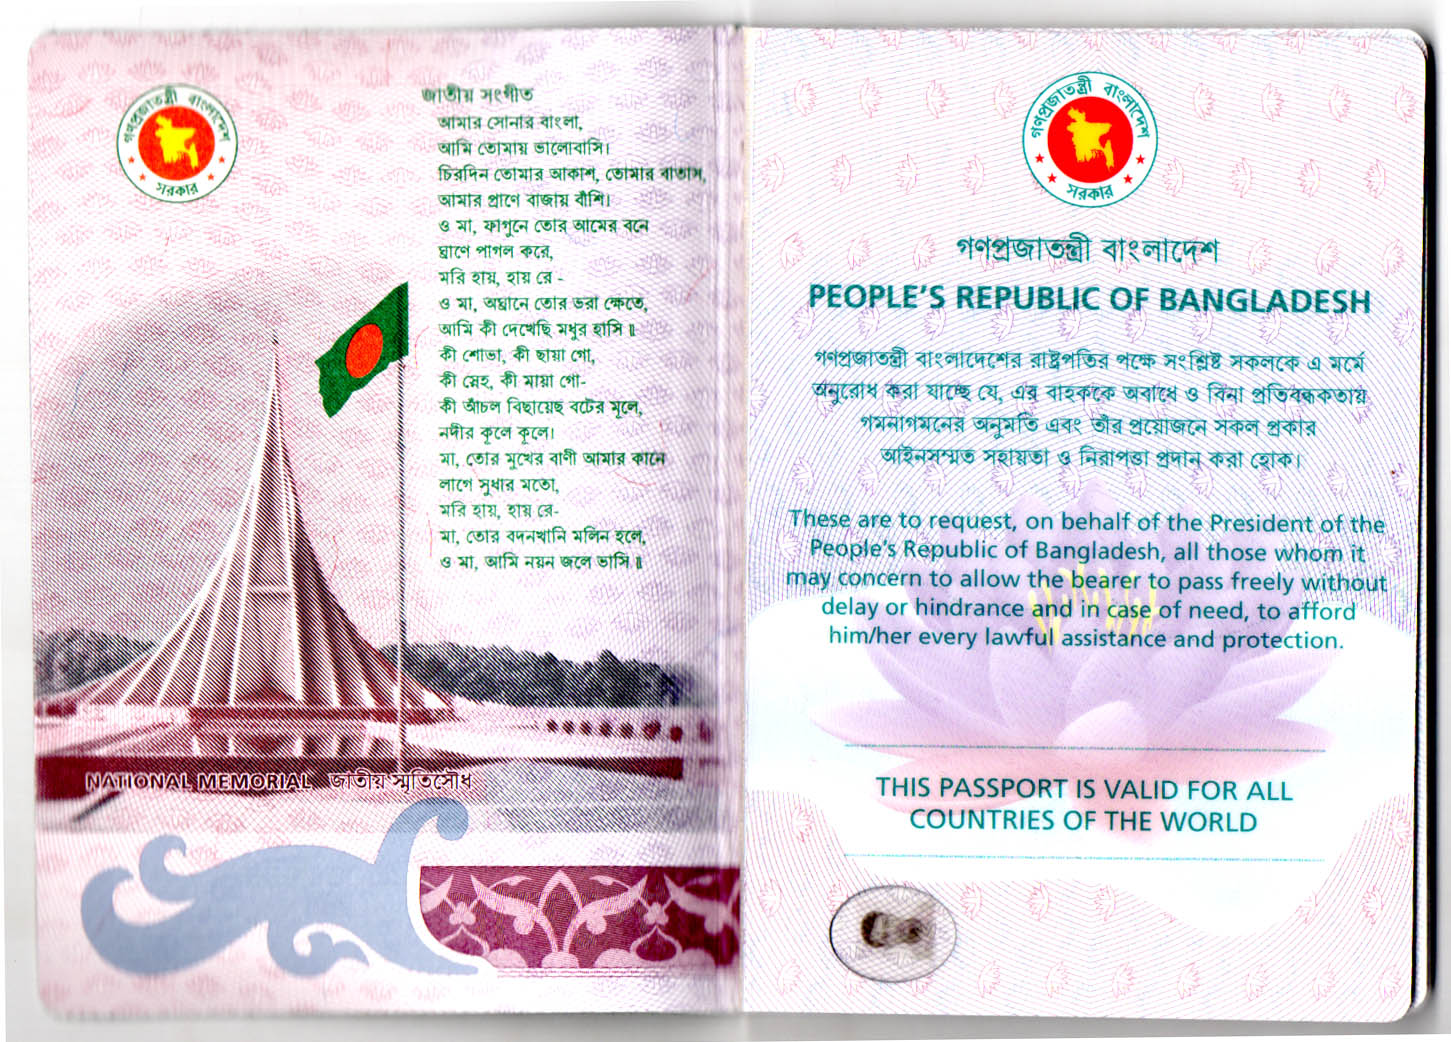 গণপ্রজাতন্ত্রী বাংলাদেশ
সরকার
জাতীয় সংগীত
আমার সোনার বাংলা,
আমি তোমায় ভালোবাসি।
চিরদিন তোমার আকাশ, তোমার বাতাস,
আমার প্রাণে বাজায় বাঁশি।
ও মা, ফাগুনে তোর আমের বনে
ঘ্রাণে পাগল করে,
মরি হায়, হায় রে -
ও মা, অঘ্রানে তোর ভরা ক্ষেতে,
আমি কী দেখেছি মধুর হাসি॥
কী শোভা, কী ছায়া গো,
কী স্নেহ, কী মায়া গো-
কী আঁচল বিছায়েছ বটের মূলে,
নদীর কূলে কূলে।
মা, তোর মুখের বাণী আমার কানে
লাগে সুধার মতো,
মরি হায়, হায় রে-
মা, তোর বদনখানি মলিন হলে,
ও মা, আমি নয়ন জলে ভাসি॥
NATIONAL MEMORIAL জাতীয় স্মৃতিসৌধ
গণপ্রজাতন্ত্রী বাংলাদেশ
সরকার
গণপ্রজাতন্ত্রী বাংলাদেশ
PEOPLE'S REPUBLIC OF BANGLADESH
গণপ্রজাতন্ত্রী বাংলাদেশের রাষ্ট্রপতির পক্ষে সংশ্লিষ্ট সকলকে এ মর্মে
অনুরোধ করা যাচ্ছে যে, এর বাহককে অবাধে ও বিনা প্রতিবন্ধকতায়
গমনাগমনের অনুমতি এবং তাঁর প্রয়োজনে সকল প্রকার
আইনসম্মত সহায়তা ও নিরাপত্তা প্রদান করা হোক।
These are to request, on behalf of the President of the
People's Republic of Bangladesh, all those whom it
may concern to allow the bearer to pass freely without
delay or hindrance and in case of need, to afford
him/her every lawful assistance and protection.
THIS PASSPORT IS VALID FOR ALL
COUNTRIES OF THE WORLD